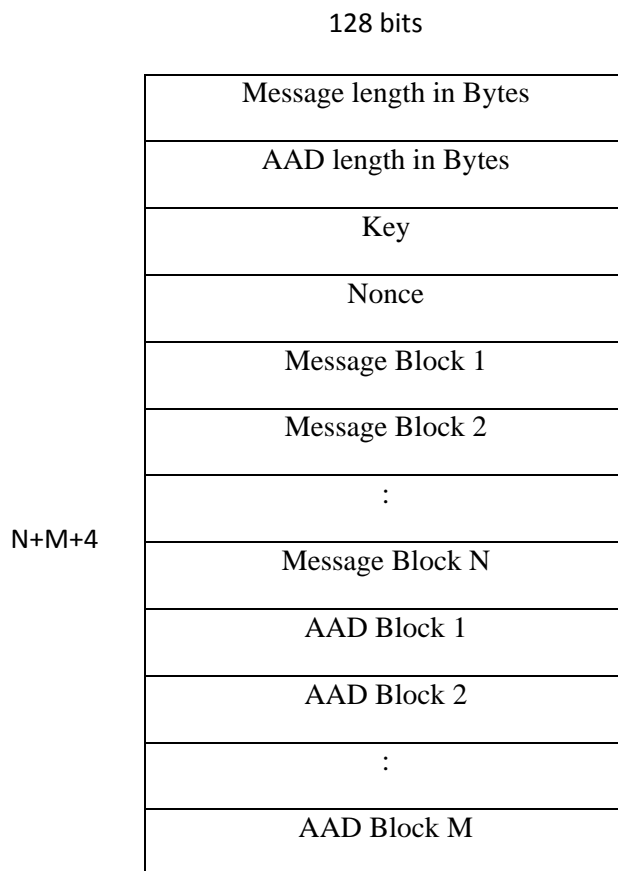 128 bits
Message length in Bytes
AAD length in Bytes
Key
Nonce
Message Block 1
Message Block 2
:
N+M+4
Message Block N
AAD Block 1
AAD Block 2
:
AAD Block M